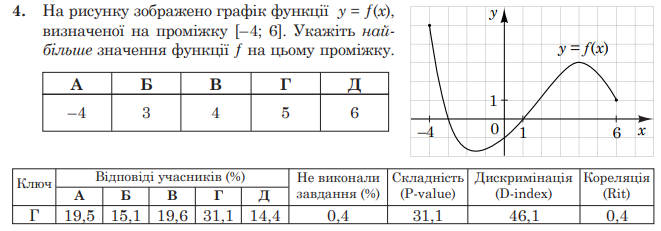 4. На рисунку зображено графік функції y = f(x),
визначеної на проміжку [−4; 6]. Укажіть най-
більше значення функції f на цьому проміжку.
А Б В Г Д
−4 3 4 5 6
y
y = f(x)
1
−4 0 1 6 x
Ключ Відповіді учасників (%) Не виконали завдання (%) Складність (P-value) Дискримінація (D-index) Кореляція (Rit)
А Б В Г Д
Г 19,5 15,1 19,6 31,1 14,4 0,4 31,1 46,1 0,4